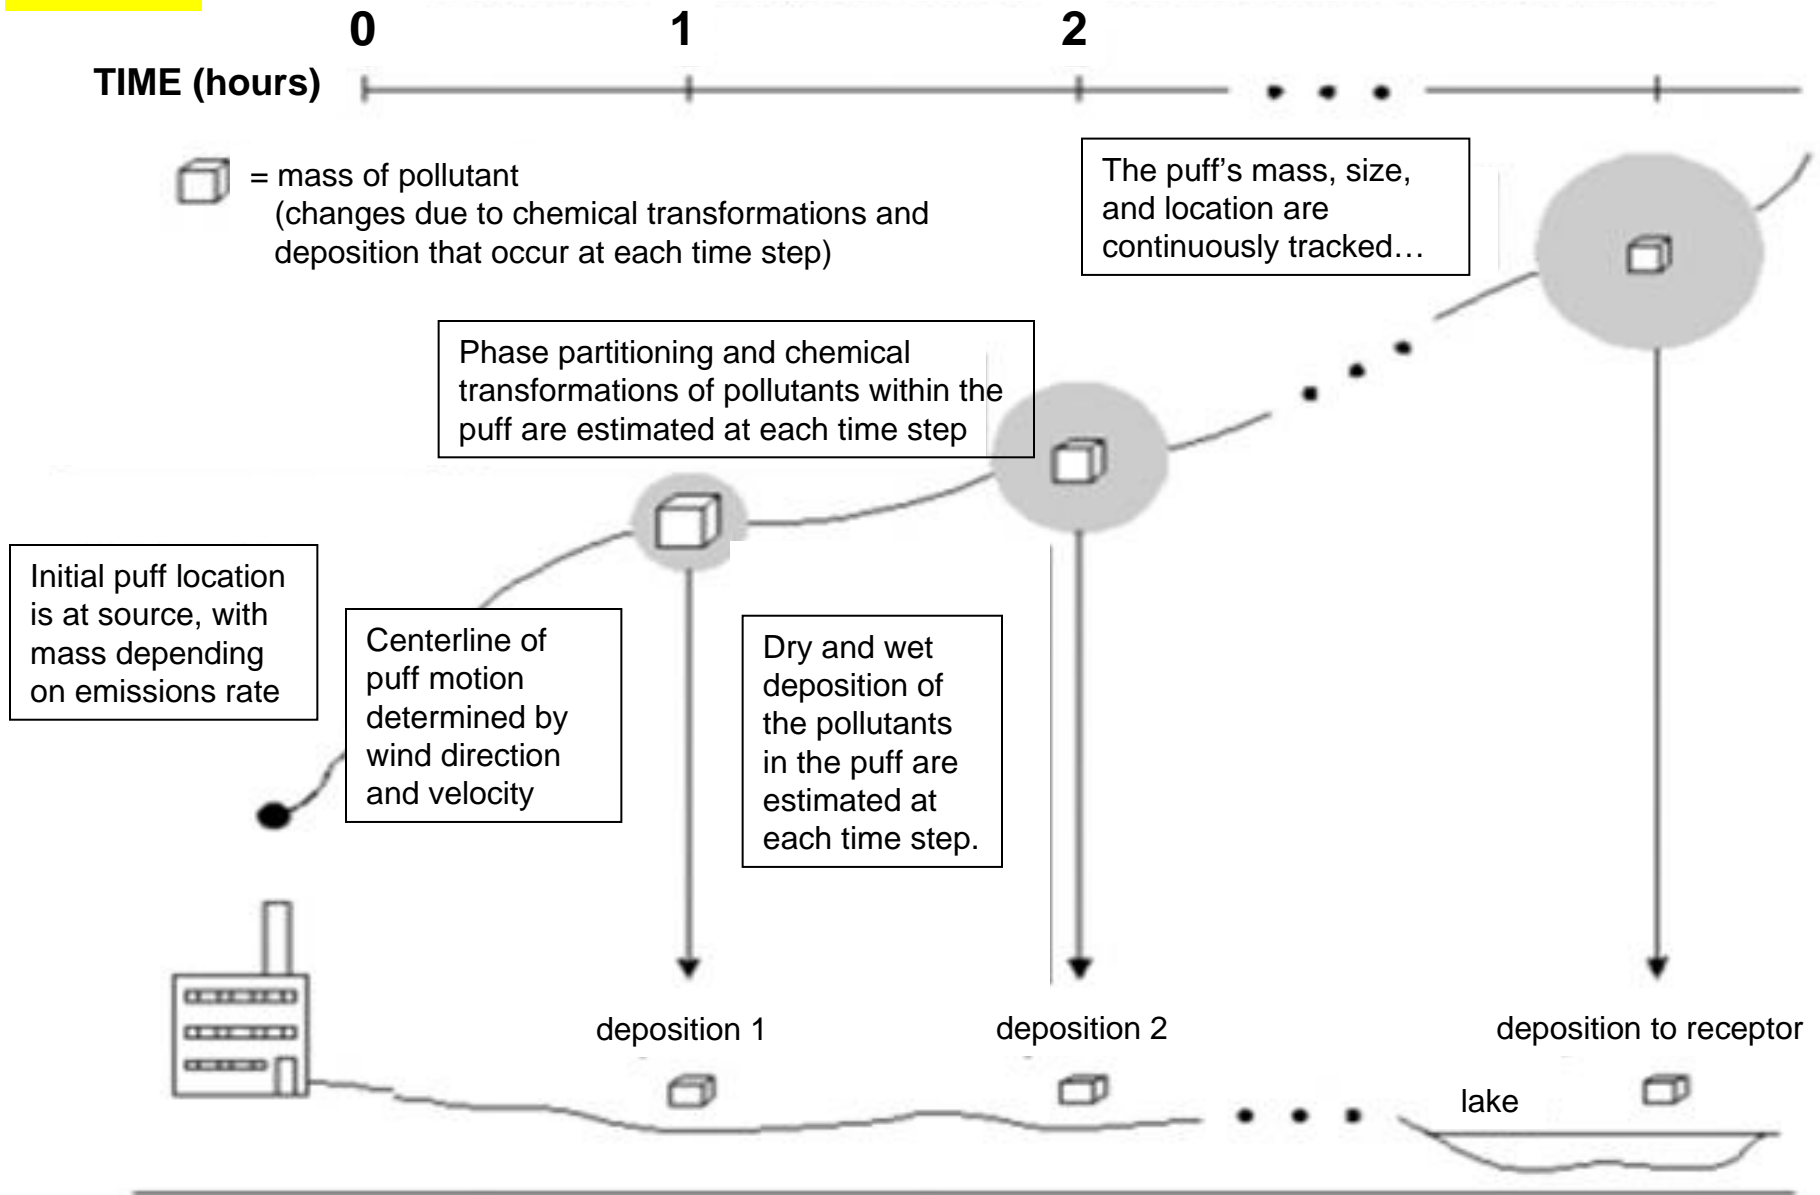 0 1 2
TIME (hours)
= mass of pollutant
(changes due to chemical transformations and
deposition that occur at each time step)
The puff’s mass, size,
and location are
continuously tracked…
Phase partitioning and chemical
transformations of pollutants within the
puff are estimated at each time step
Initial puff location
is at source, with
mass depending
on emissions rate
Centerline of
puff motion
determined by
wind direction
and velocity
Dry and wet
deposition of
the pollutants
in the puff are
estimated at
each time step.
deposition 1
deposition 2
deposition to receptor
lake